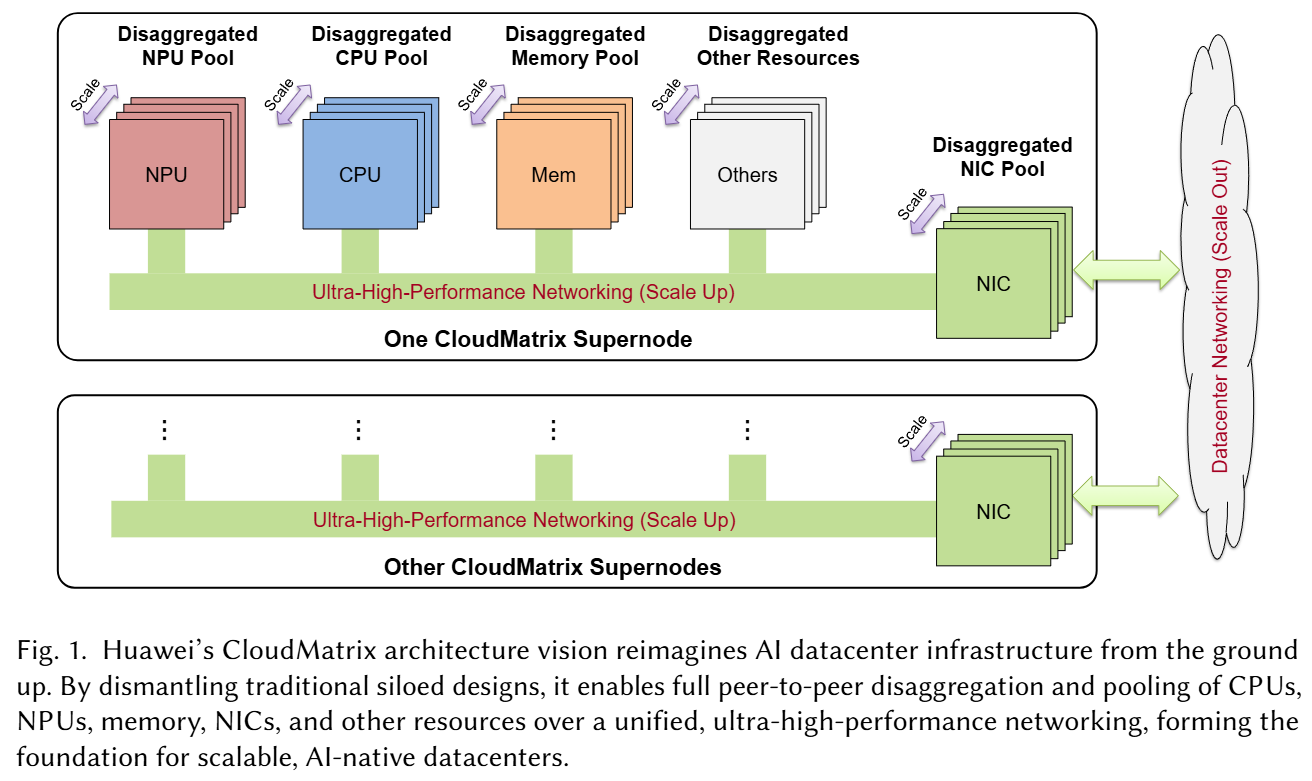 Disaggregated
NPU Pool
Disaggregated
CPU Pool
Disaggregated
Memory Pool
Disaggregated
Other Resources
Scale
Scale
Scale
Scale
NPU
CPU
Mem
Others
Disaggregated
NIC Pool
Scale
NIC
Ultra-High-Performance Networking (Scale Up)
One CloudMatrix Supernode
Datacenter Networking (Scale Out)
⋮
⋮
⋮
⋮
Scale
NIC
Ultra-High-Performance Networking (Scale Up)
Other CloudMatrix Supernodes
Fig. 1. Huawei's CloudMatrix architecture vision reimagines AI datacenter infrastructure from the ground
up. By dismantling traditional siloed designs, it enables full peer-to-peer disaggregation and pooling of CPUs,
NPUs, memory, NICs, and other resources over a unified, ultra-high-performance networking, forming the
foundation for scalable, AI-native datacenters.